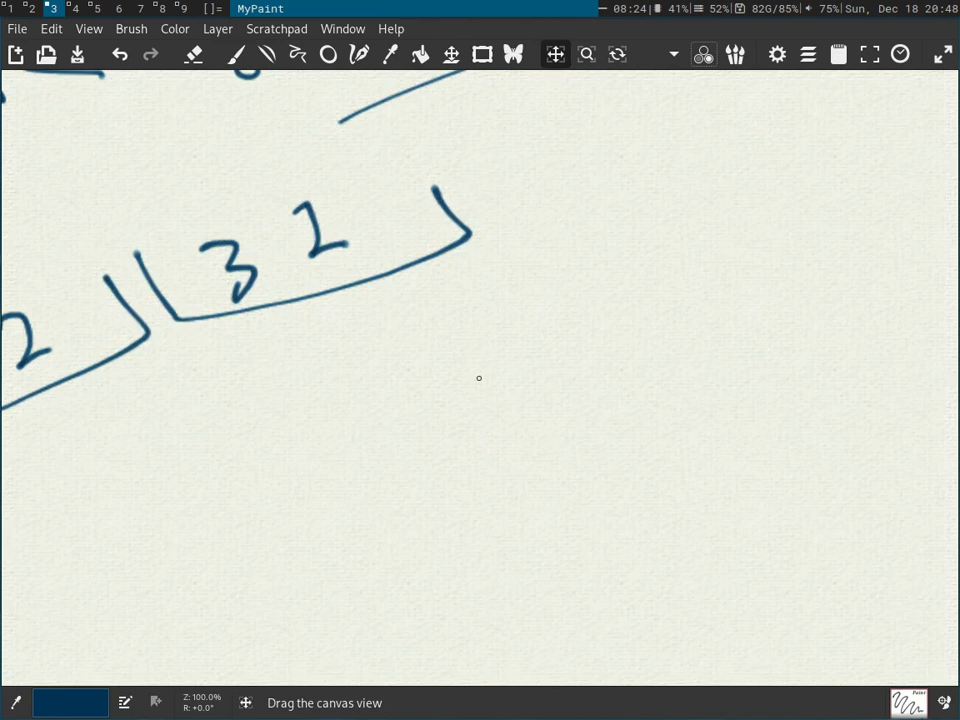 1 2 3 4 5 6 7 8 9 []= MyPaint 08:24 41% 52% 82G/85% 75% Sun, Dec 18 20:48
File Edit View Brush Color Layer Scratchpad Window Help
3 2
2
Z: 100.0%
R: +0.0°
Drag the canvas view